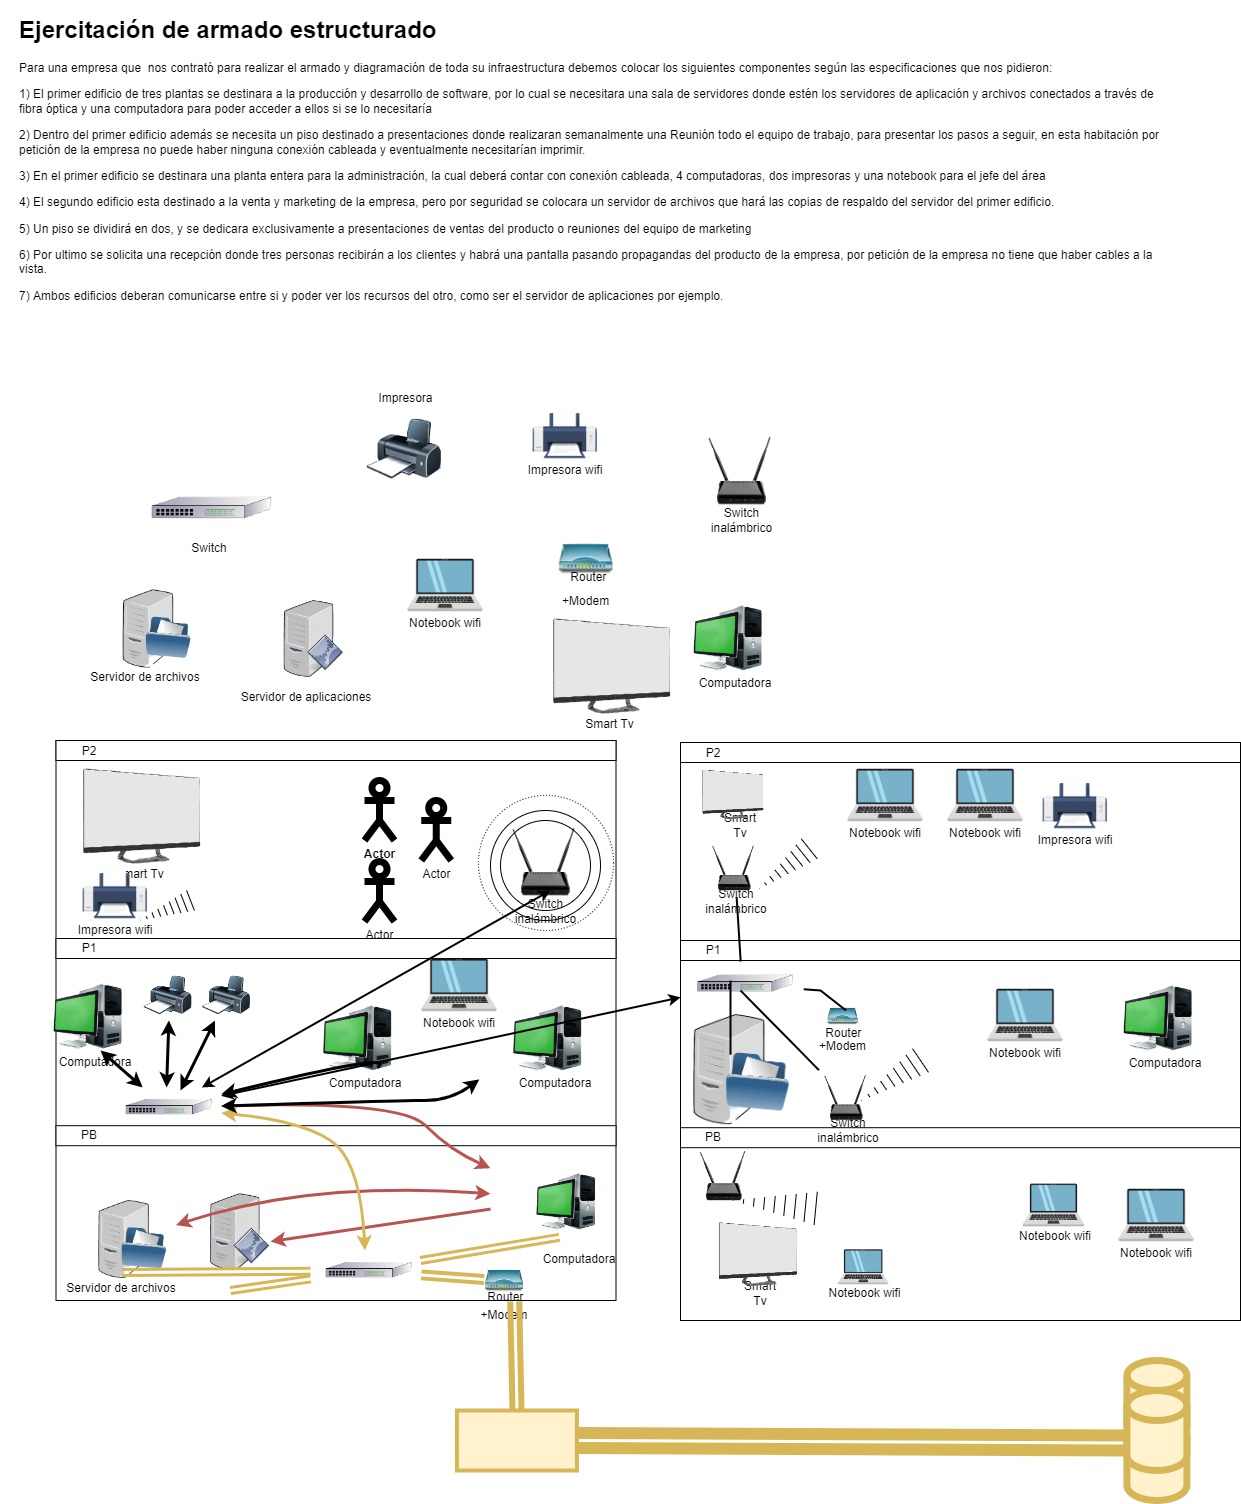 Ejercitación de armado estructurado
Para una empresa que  nos contrató para realizar el armado y diagramación de toda su infraestructura debemos colocar los siguientes componentes según las especificaciones que nos pidieron:
1) El primer edificio de tres plantas se destinara a la producción y desarrollo de software, por lo cual se necesitara una sala de servidores donde estén los servidores de aplicación y archivos conectados a través de
fibra óptica y una computadora para poder acceder a ellos si se lo necesitaría
2) Dentro del primer edificio además se necesita un piso destinado a presentaciones donde realizaran semanalmente una Reunión todo el equipo de trabajo, para presentar los pasos a seguir, en esta habitación por
petición de la empresa no puede haber ninguna conexión cableada y eventualmente necesitarían imprimir.
3) En el primer edificio se destinara una planta entera para la administración, la cual deberá contar con conexión cableada, 4 computadoras, dos impresoras y una notebook para el jefe del área
4) El segundo edificio esta destinado a la venta y marketing de la empresa, pero por seguridad se colocara un servidor de archivos que hará las copias de respaldo del servidor del primer edificio.
5) Un piso se dividirá en dos, y se dedicara exclusivamente a presentaciones de ventas del producto o reuniones del equipo de marketing
6) Por ultimo se solicita una recepción donde tres personas recibirán a los clientes y habrá una pantalla pasando propagandas del producto de la empresa, por petición de la empresa no tiene que haber cables a la
vista.
7) Ambos edificios deberan comunicarse entre si y poder ver los recursos del otro, como ser el servidor de aplicaciones por ejemplo.
Impresora
Impresora wifi
Switch
inalámbrico
Switch
Router
+Modem
Notebook wifi
Servidor de archivos
Servidor de aplicaciones
Computadora
Smart Tv
P2
Actor
Actor
Actor
mart Tv
Impresora wifi
Switch
inalámbrico
P1
Computadora
Notebook wifi
Computadora
Computadora
PB
Computadora
Servidor de archivos
Router
+Modem
P2
Smart
Tv
Notebook wifi
Notebook wifi
Impresora wifi
Switch
inalámbrico
P1
Router
+Modem
Notebook wifi
Computadora
Switch
inalámbrico
PB
Notebook wifi
Notebook wifi
Smart
Tv
Notebook wifi